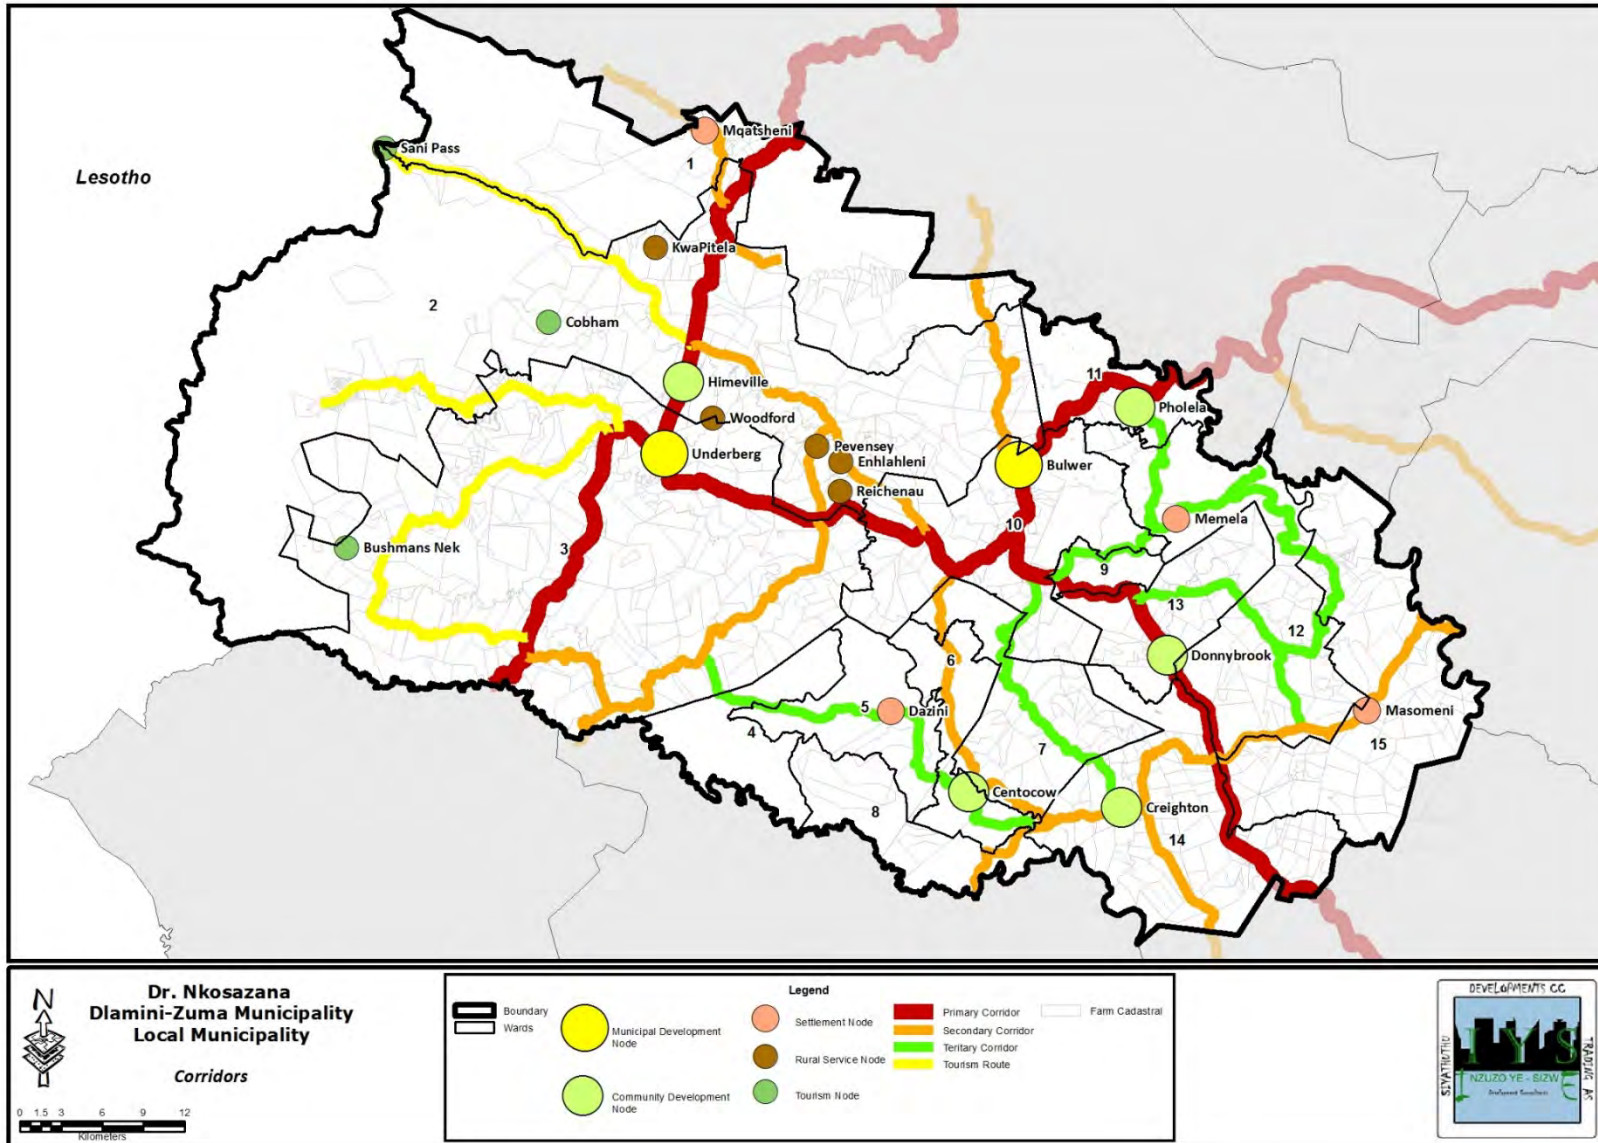 Mqatsheni
Sani Pass
1
Lesotho
KwaPitela
2
Cobham
11
Himeville
Pholela
Woodford
Pevensey
Underberg
Enhlahleni
Bulwer
Reichenau
Memela
10
Bushmans Nek
3
9
13
12
Donnybrook
6
5
Dazini
Masomeni
4
7
15
Centocow
Creighton
8
14
N
Dr. Nkosazana
Dlamini-Zuma Municipality
Local Municipality
Corridors
0 1.5 3 6 9 12
Kilometers
Legend
Boundary
Wards
Municipal Development
Node
Community Development
Node
Settlement Node
Rural Service Node
Tourism Node
Primary Corridor
Secondary Corridor
Teritary Corridor
Tourism Route
Farm Cadastral
DEVELOPMENTS CC
SIYATHUTHU
TRADING AS
NZUZO YE - SIZWE